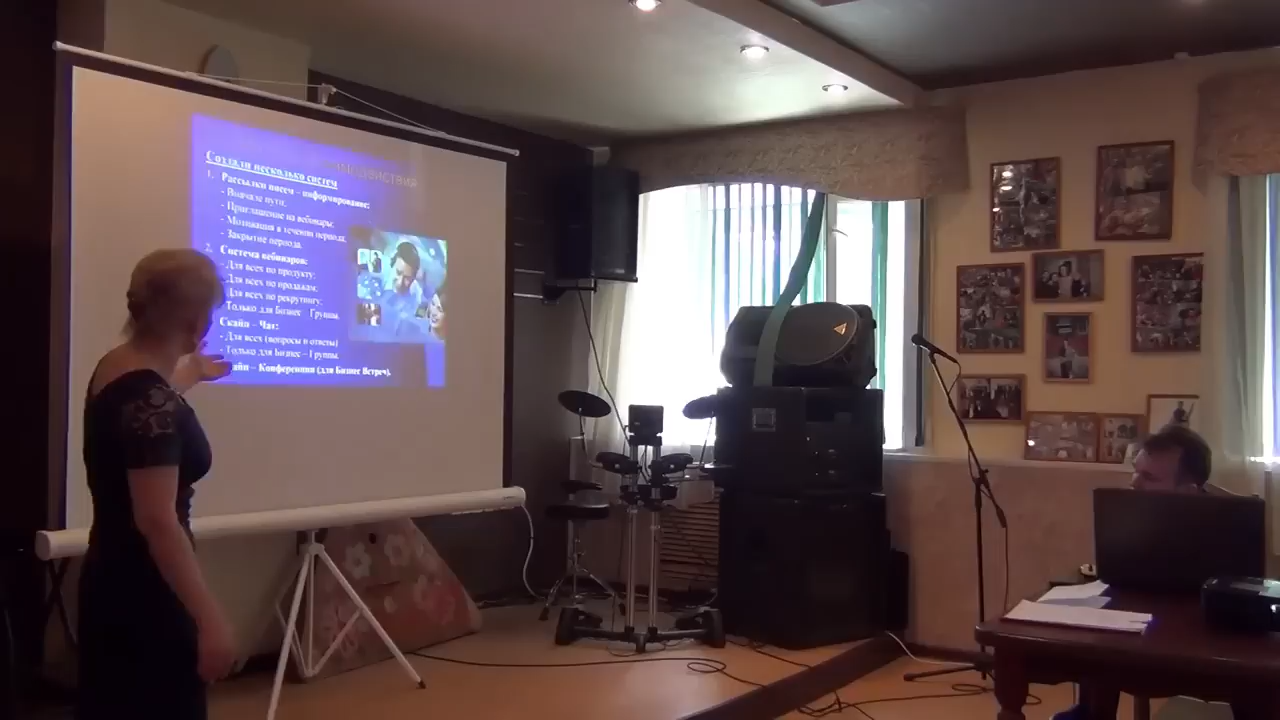 Создали несколько систем
1. Рассылки писем – информирование:
- Вначале пути;
- Приглашение на вебинары;
- Мотивация в течении периода;
- Закрытие периода.
2. Система вебинаров:
- Для всех по продукту;
Для всех по продажам;
Для всех по рекрутингу;
Только для Бизнес – Группы.
Скайп – Чат:
- Для всех (вопросы и ответы)
- Только для Бизнес – Группы.
– Конференция (для Бизнес Встреч).